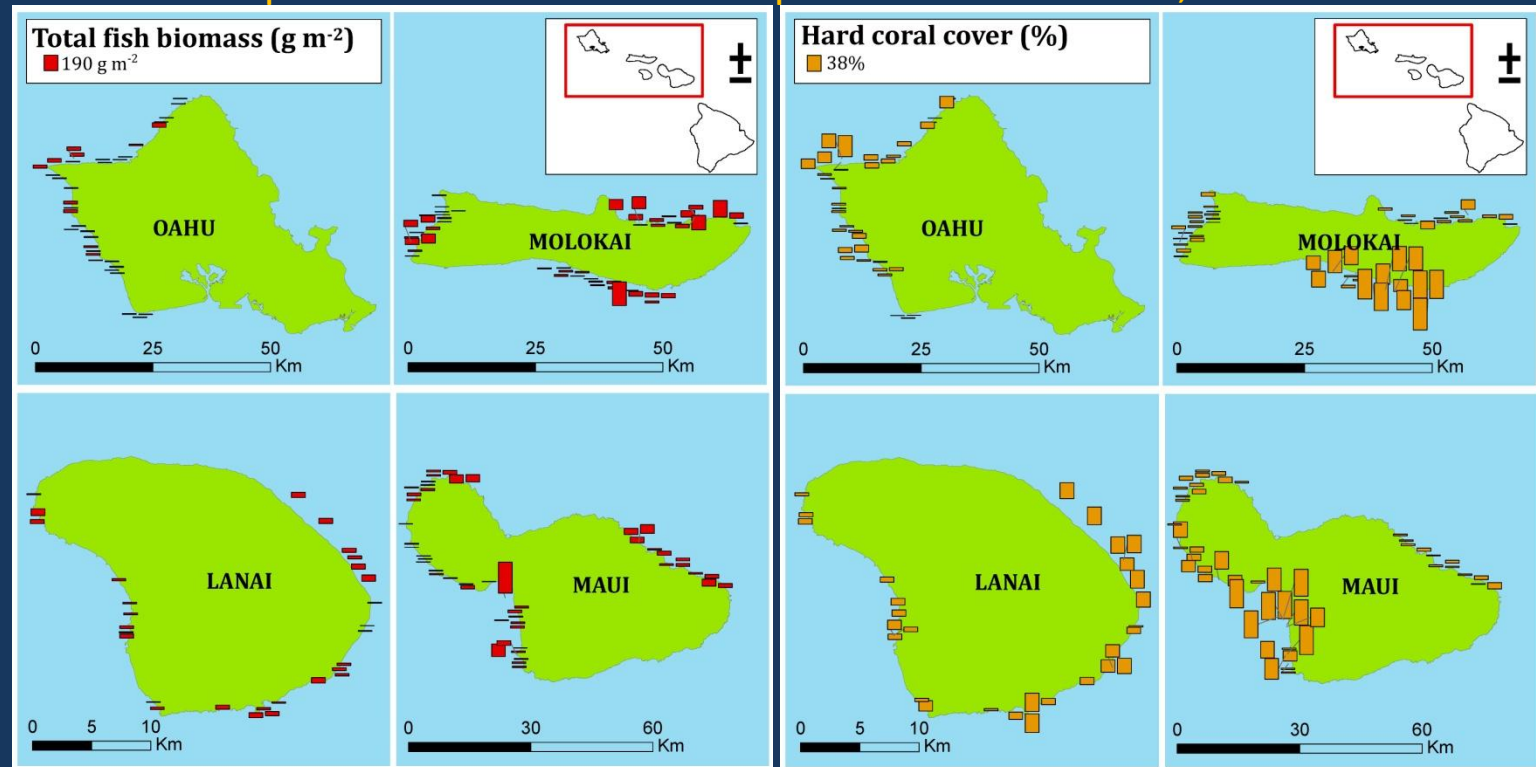 Total fish biomass (g m-2)
190 g m-2
±
OAHU
0 25 50
Km
MOLOKAI
0 25 50
Km
LANAI
0 5 10
Km
MAUI
0 30 60
Km
Hard coral cover (%)
38%
±
OAHU
0 25 50
Km
MOLOKAI
0 25 50
Km
LANAI
0 5 10
Km
MAUI
0 30 60
Km